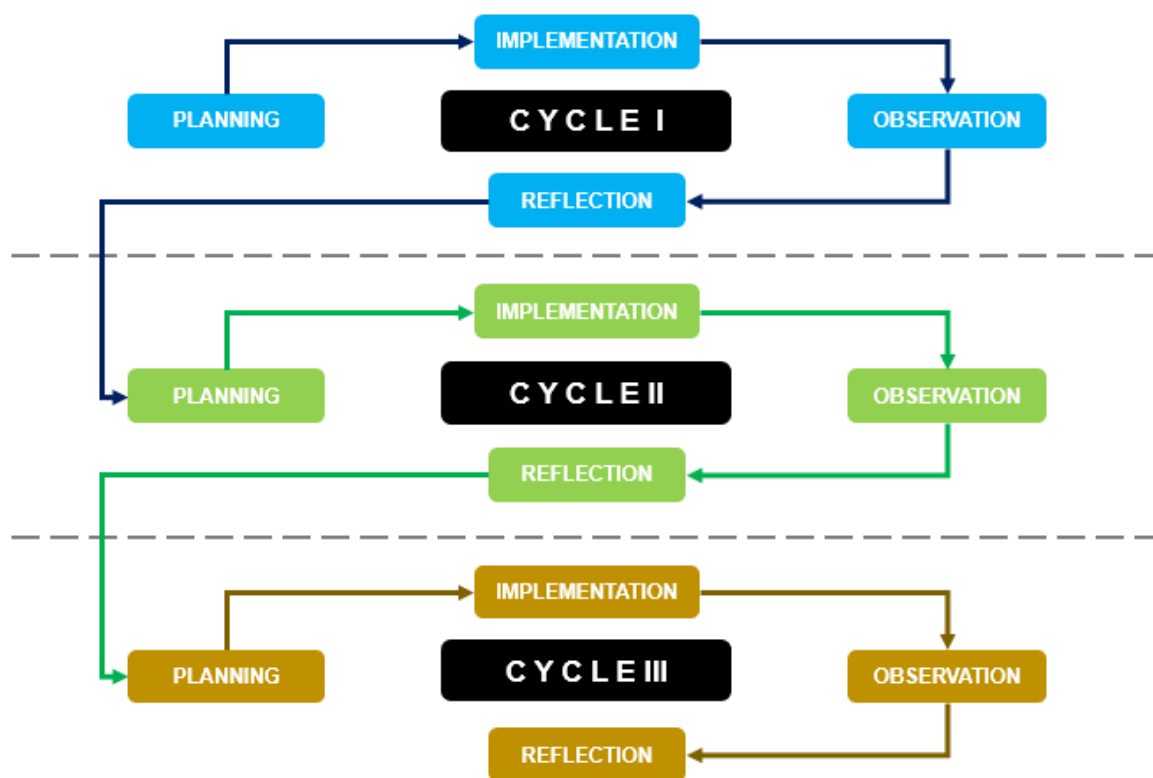 IMPLEMENTATION
PLANNING
CYCLE I
OBSERVATION
REFLECTION
IMPLEMENTATION
PLANNING
CYCLE II
OBSERVATION
REFLECTION
IMPLEMENTATION
PLANNING
CYCLE III
OBSERVATION
REFLECTION